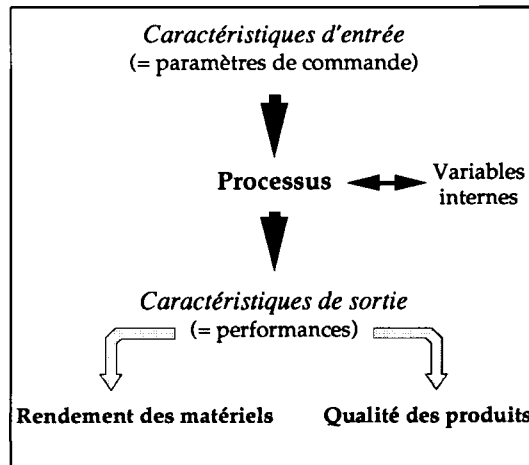 Caractéristiques d'entrée
(= paramètres de commande)
Processus
Variables
internes
Caractéristiques de sortie
(= performances)
Rendement des matériels
Qualité des produits